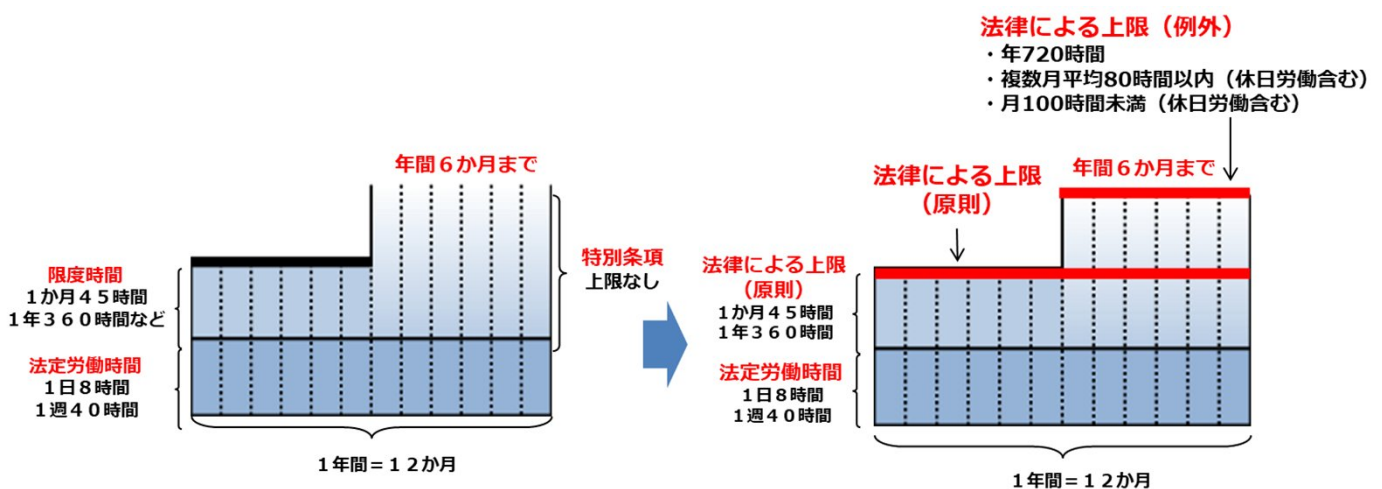 年間６か月まで
限度時間
１か月４５時間
１年３６０時間など
法定労働時間
１日８時間
１週４０時間
特別条項
上限なし
１年間＝１２か月
法律による上限（例外）
・年720時間
・複数月平均80時間以内（休日労働含む）
・月100時間未満（休日労働含む）
年間６か月まで
法律による上限
（原則）
法律による上限
（原則）
１か月４５時間
１年３６０時間
法定労働時間
１日８時間
１週４０時間
１年間＝１２か月